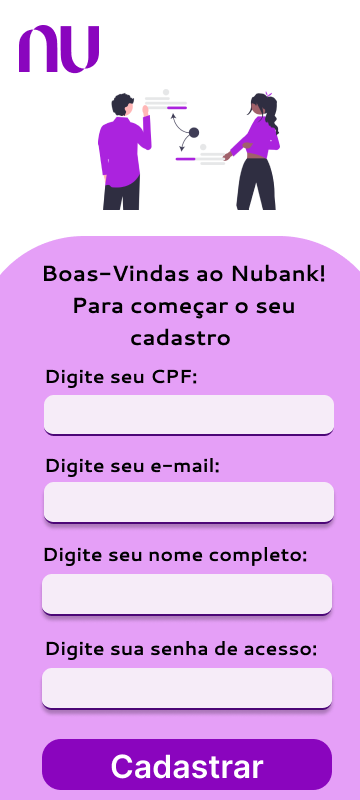 nu
Boas-Vindas ao Nubank!
Para começar o seu
cadastro
Digite seu CPF:
Digite seu e-mail:
Digite seu nome completo:
Digite sua senha de acesso:
Cadastrar